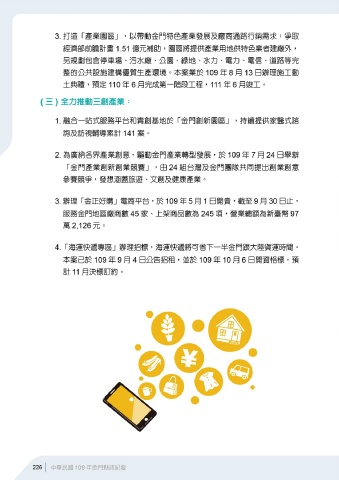 3. 打造「產業園區」，以帶動金門特色產業發展及廠商通路行銷需求，爭取
經濟部前瞻計畫 1.51 億元補助，園區將提供產業用地供特色業者建廠外，
另規劃包含停車場、污水廠、公園、綠地、水力、電力、電信、道路等完
整的公共設施建構優質生產環境。本案業於 109 年 8 月 13 日辦理施工動
土典禮，預定 110 年 6 月完成第一階段工程，111 年 6 月竣工。
( 三 ) 全力推動三創產業：
1. 融合一站式服務平台和青創基地於「金門創新園區」，持續提供家醫式諮
詢及訪視輔導累計 141 案。
2. 為廣納各界產業創意，驅動金門產業轉型發展，於 109 年 7 月 24 日舉辦
「金門產業創新創業競賽」，由 24 組台灣及金門團隊共同提出創業創意
參賽競爭，發想涵蓋旅遊、文創及健康產業。
3. 辦理「金正好購」電商平台，於 109 年 5 月 1 日開賣，截至 9 月 30 日止，
服務金門地區廠商數 45 家、上架商品數為 245 項，營業總額為新臺幣 97
萬 2,126 元。
4.「海運快遞專區」辦理招標，海運快遞將可省下一半金門跟大陸貨運時間，
本案已於 109 年 9 月 4 日公告招租，並於 109 年 10 月 6 日開資格標，預
計 11 月決標訂約。
¥
226 中華民國 109 年金門縣政紀要